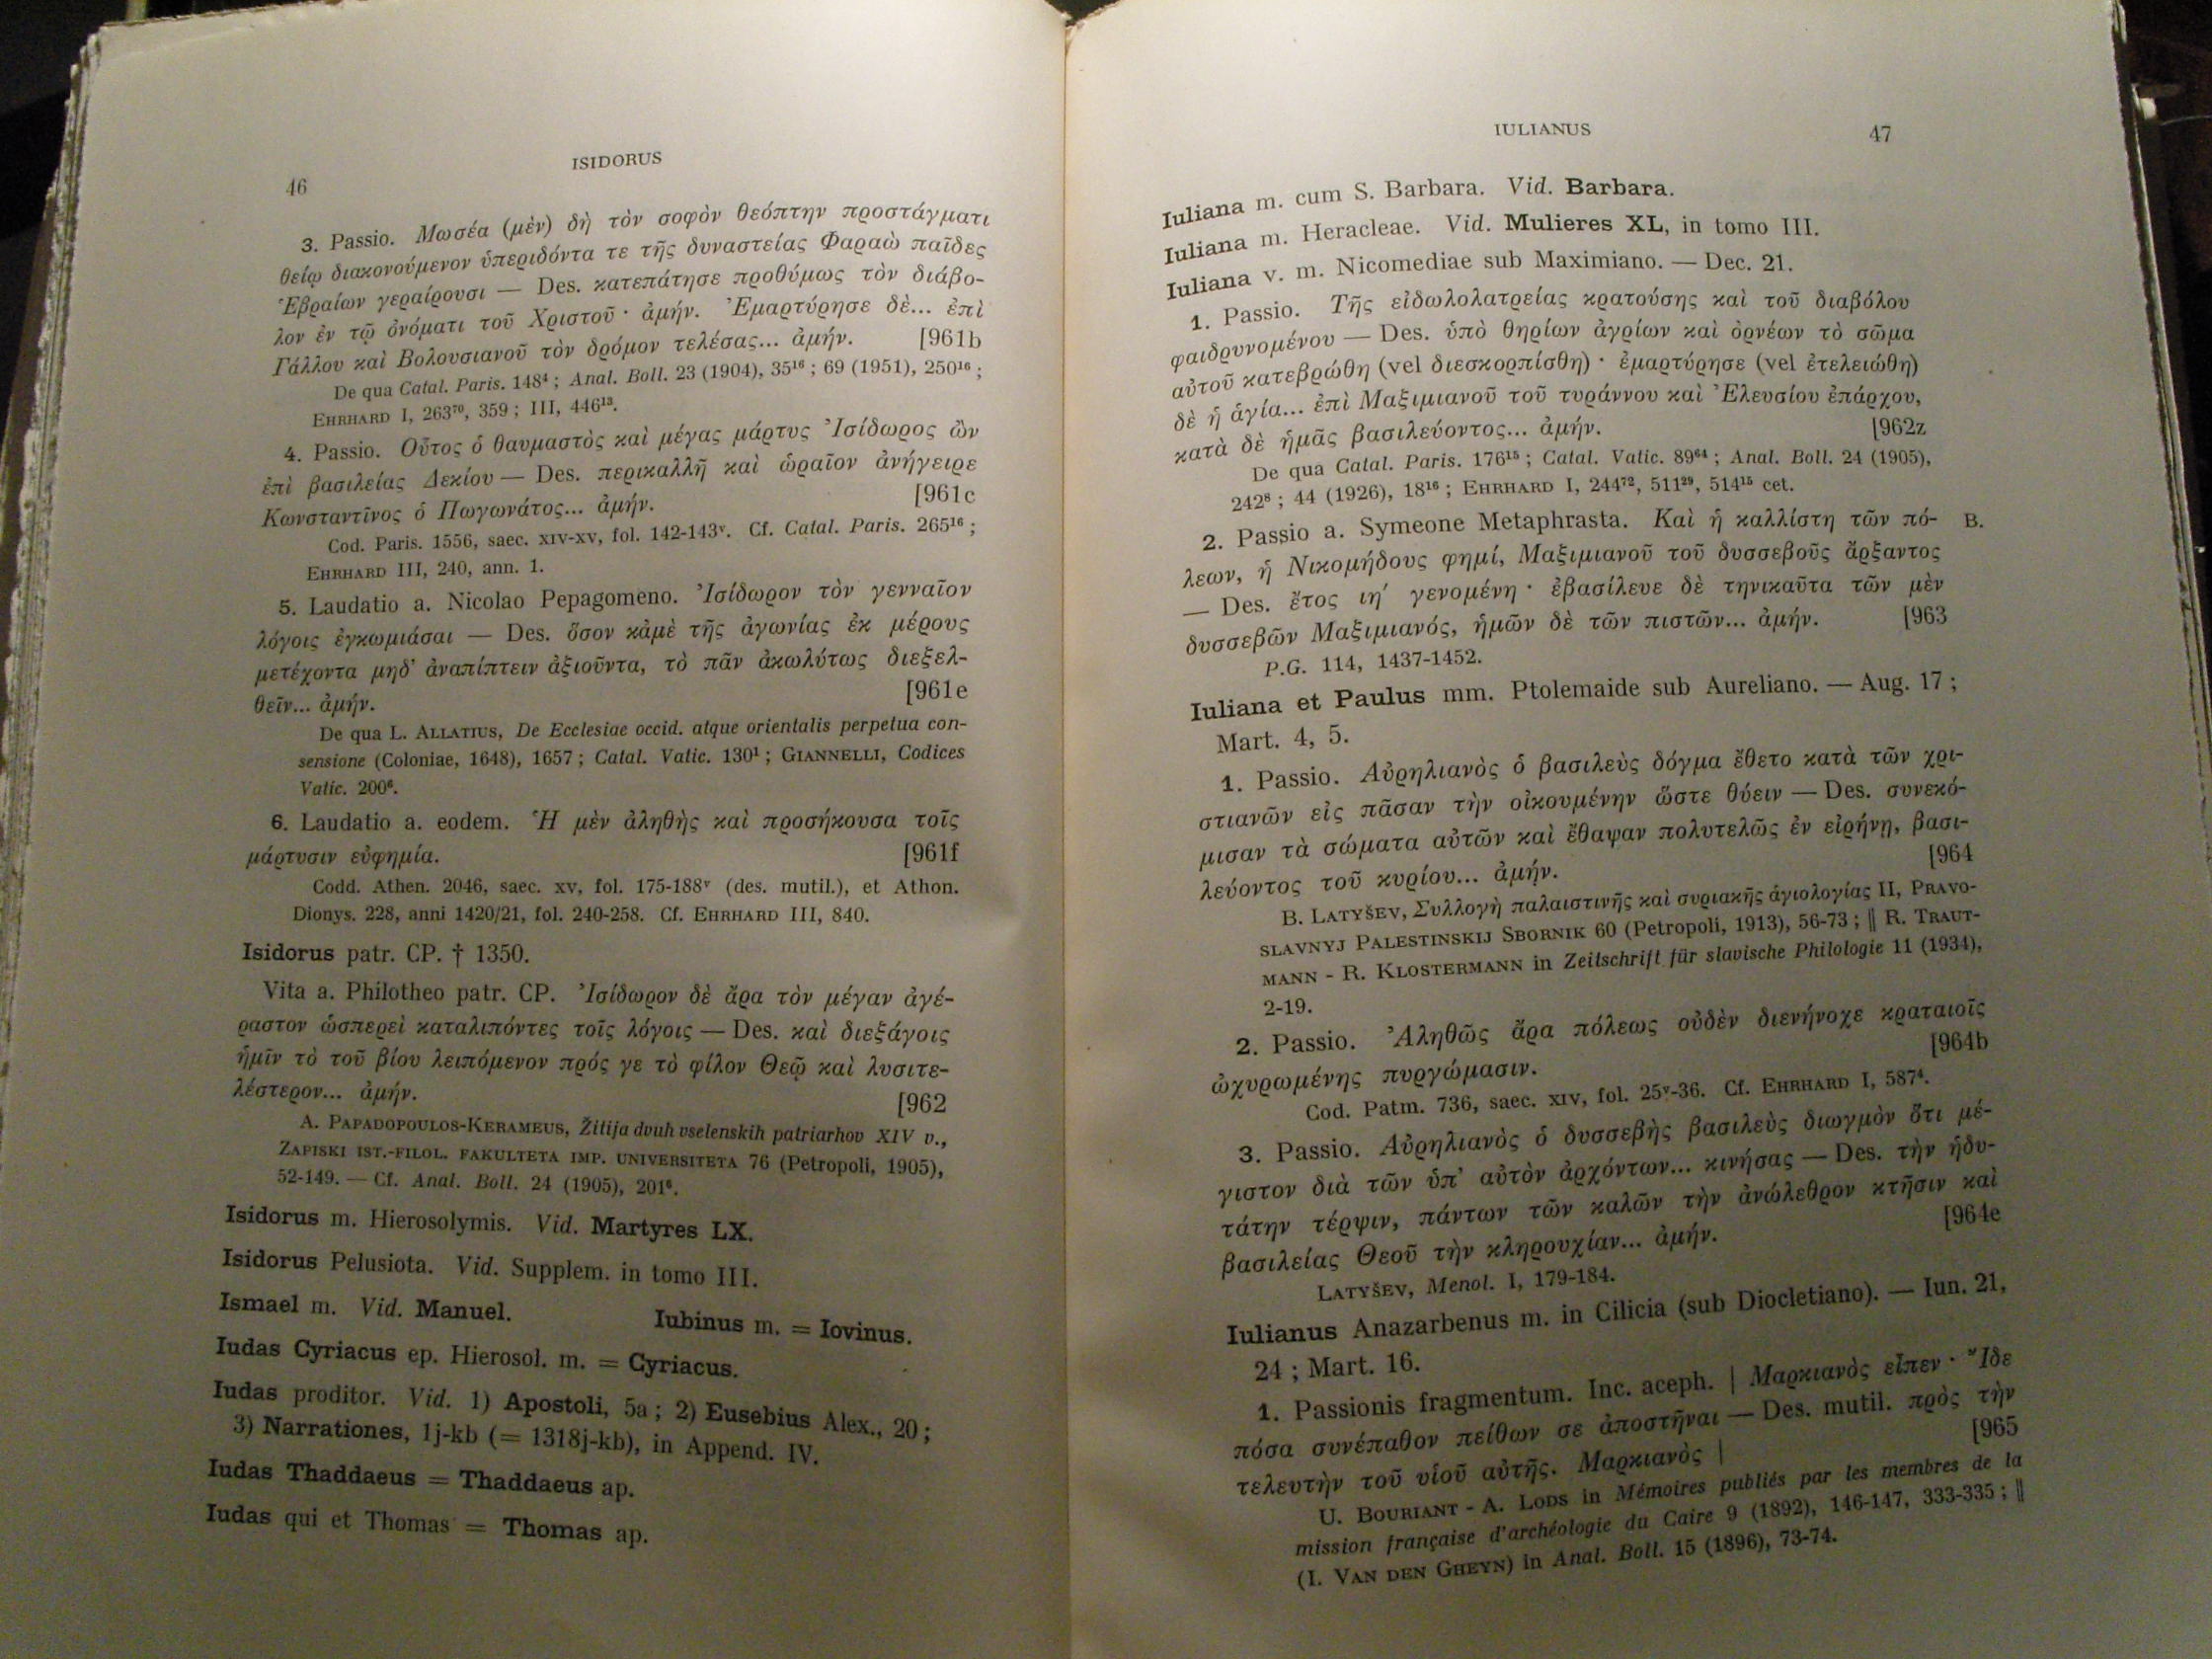 46
ISIDORUS
3. Passio. Μωσέα (μὲν) δὴ τὸν σοφὸν θεόπτην προστάγματι
θείῳ διακονούμενον ὑπεριδόντα τε τῆς δυναστείας Φαραὼ παῖδες
Ἑβραίων γεραίρουσι — Des. κατεπάτησε προθύμως τὸν διάβο-
λον ἐν τῷ ὀνόματι τοῦ Χριστοῦ· ἀμήν. Ἐμαρτύρησε δὲ... ἐπὶ
Γάλλου καὶ Βολουσιανοῦ τὸν δρόμον τελέσας... ἀμήν. [961b
De qua Catal. Paris. 148⁴ ; Anal. Boll. 23 (1904), 35¹⁶ ; 69 (1951), 250¹⁶ ;
EHRHARD I, 263⁷⁰, 359 ; III, 446¹³.
4. Passio. Οὗτος ὁ θαυμαστὸς καὶ μέγας μάρτυς Ἰσίδωρος ὢν
ἐπὶ βασιλείας Δεκίου — Des. περικαλλῆ καὶ ὡραῖον ἀνήγειρε
Κωνσταντῖνος ὁ Πωγωνάτος... ἀμήν. [961c
Cod. Paris. 1556, saec. XIV-XV, fol. 142-143ᵛ. Cf. Catal. Paris. 265¹⁶ ;
EHRHARD III, 240, ann. 1.
5. Laudatio a. Nicolao Pepagomeno. Ἰσίδωρον τὸν γενναῖον
λόγοις ἐγκωμιάσαι — Des. ὅσον κἀμὲ τῆς ἀγωνίας ἐκ μέρους
μετέχοντα μηδ' ἀναπίπτειν ἀξιοῦντα, τὸ πᾶν ἀκωλύτως διεξελ-
θεῖν... ἀμήν. [961e
De qua L. ALLATIUS, De Ecclesiae occid. atque orientalis perpetua con-
sensione (Coloniae, 1648), 1657 ; Catal. Vatic. 130¹ ; GIANNELLI, Codices
Vatic. 200⁶.
6. Laudatio a. eodem. Ἡ μὲν ἀληθὴς καὶ προσήκουσα τοῖς
μάρτυσιν εὐφημία. [961f
Codd. Athen. 2046, saec. XV, fol. 175-188ᵛ (des. mutil.), et Athon.
Dionys. 228, anni 1420/21, fol. 240-258. Cf. EHRHARD III, 840.
Isidorus patr. CP. † 1350.
Vita a. Philotheo patr. CP. Ἰσίδωρον δὲ ἄρα τὸν μέγαν ἀγέ-
ραστον ὡσπερεὶ καταλιπόντες τοῖς λόγοις — Des. καὶ διεξάγοις
ἡμῖν τὸ τοῦ βίου λειπόμενον πρός γε τὸ φίλον Θεῷ καὶ λυσιτε-
λέστερον... ἀμήν. [962
A. PAPADOPOULOS-KERAMEUS, Žitija dvuh vselenskih patriarhov XIV v.,
ZAPISKI IST.-FILOL. FAKULTETA IMP. UNIVERSITETA 76 (Petropoli, 1905),
52-149. — Cf. Anal. Boll. 24 (1905), 201⁶.
Isidorus m. Hierosolymis. Vid. Martyres LX.
Isidorus Pelusiota. Vid. Supplem. in tomo III.
Ismael m. Vid. Manuel. Iubinus m. = Iovinus.
Iudas Cyriacus ep. Hierosol. m. = Cyriacus.
Iudas proditor. Vid. 1) Apostoli, 5a ; 2) Eusebius Alex., 20 ;
3) Narrationes, 1j-kb (= 1318j-kb), in Append. IV.
Iudas Thaddaeus = Thaddaeus ap.
Iudas qui et Thomas = Thomas ap.
IULIANUS
47
Iuliana m. cum S. Barbara. Vid. Barbara.
Iuliana m. Heracleae. Vid. Mulieres XL, in tomo III.
Iuliana v. m. Nicomediae sub Maximiano. — Dec. 21.
1. Passio. Τῆς εἰδωλολατρείας κρατούσης καὶ τοῦ διαβόλου
φαιδρυνομένου — Des. ὑπὸ θηρίων ἀγρίων καὶ ὀρνέων τὸ σῶμα
αὐτοῦ κατεβρώθη (vel διεσκορπίσθη) · ἐμαρτύρησε (vel ἐτελειώθη)
δὲ ἡ ἁγία... ἐπὶ Μαξιμιανοῦ τοῦ τυράννου καὶ Ἐλευσίου ἐπάρχου,
κατὰ δὲ ἡμᾶς βασιλεύοντος... ἀμήν. [962z
De qua Catal. Paris. 176¹⁵ ; Catal. Vatic. 89⁶⁴ ; Anal. Boll. 24 (1905),
242⁸ ; 44 (1926), 18¹⁶ ; EHRHARD I, 244⁷², 511²⁹, 514¹⁵ cet.
2. Passio a. Symeone Metaphrasta. Καὶ ἡ καλλίστη τῶν πό- B.
λεων, ἡ Νικομήδους φημί, Μαξιμιανοῦ τοῦ δυσσεβοῦς ἄρξαντος
— Des. ἔτος ιη′ γενομένη · ἐβασίλευε δὲ τηνικαῦτα τῶν μὲν
δυσσεβῶν Μαξιμιανός, ἡμῶν δὲ τῶν πιστῶν... ἀμήν. [963
P.G. 114, 1437-1452.
Iuliana et Paulus mm. Ptolemaide sub Aureliano. — Aug. 17 ;
Mart. 4, 5.
1. Passio. Αὐρηλιανὸς ὁ βασιλεὺς δόγμα ἔθετο κατὰ τῶν χρι-
στιανῶν εἰς πᾶσαν τὴν οἰκουμένην ὥστε θύειν — Des. συνεκό-
μισαν τὰ σώματα αὐτῶν καὶ ἔθαψαν πολυτελῶς ἐν εἰρήνῃ, βασι-
λεύοντος τοῦ κυρίου... ἀμήν. [964
B. LATYŠEV, Συλλογὴ παλαιστινῆς καὶ συριακῆς ἁγιολογίας II, PRAVO-
SLAVNYJ PALESTINSKIJ SBORNIK 60 (Petropoli, 1913), 56-73 ; ‖ R. TRAUT-
MANN - R. KLOSTERMANN in Zeitschrift für slavische Philologie 11 (1934),
2-19.
2. Passio. Ἀληθῶς ἄρα πόλεως οὐδὲν διενήνοχε κραταιοῖς
ὠχυρωμένης πυργώμασιν. [964b
Cod. Patm. 736, saec. XIV, fol. 25ᵛ-36. Cf. EHRHARD I, 587⁴.
3. Passio. Αὐρηλιανὸς ὁ δυσσεβὴς βασιλεὺς διωγμὸν ὅτι μέ-
γιστον διὰ τῶν ὑπ' αὐτὸν ἀρχόντων... κινήσας — Des. τὴν ἡδυ-
τάτην τέρψιν, πάντων τῶν καλῶν τὴν ἀνώλεθρον κτῆσιν καὶ
βασιλείας Θεοῦ τὴν κληρουχίαν... ἀμήν. [964e
LATYŠEV, Menol. I, 179-184.
Iulianus Anazarbenus m. in Cilicia (sub Diocletiano). — Iun. 21,
24 ; Mart. 16.
1. Passionis fragmentum. Inc. aceph. | Μαρκιανὸς εἶπεν · Ἴδε
πόσα συνέπαθον πείθων σε ἀποστῆναι — Des. mutil. πρὸς τὴν
τελευτὴν τοῦ υἱοῦ αὐτῆς. Μαρκιανὸς | [965
U. BOURIANT - A. LODS in Mémoires publiés par les membres de la
mission française d'archéologie du Caire 9 (1892), 146-147, 333-335 ; ‖
(I. VAN DEN GHEYN) in Anal. Boll. 15 (1896), 73-74.